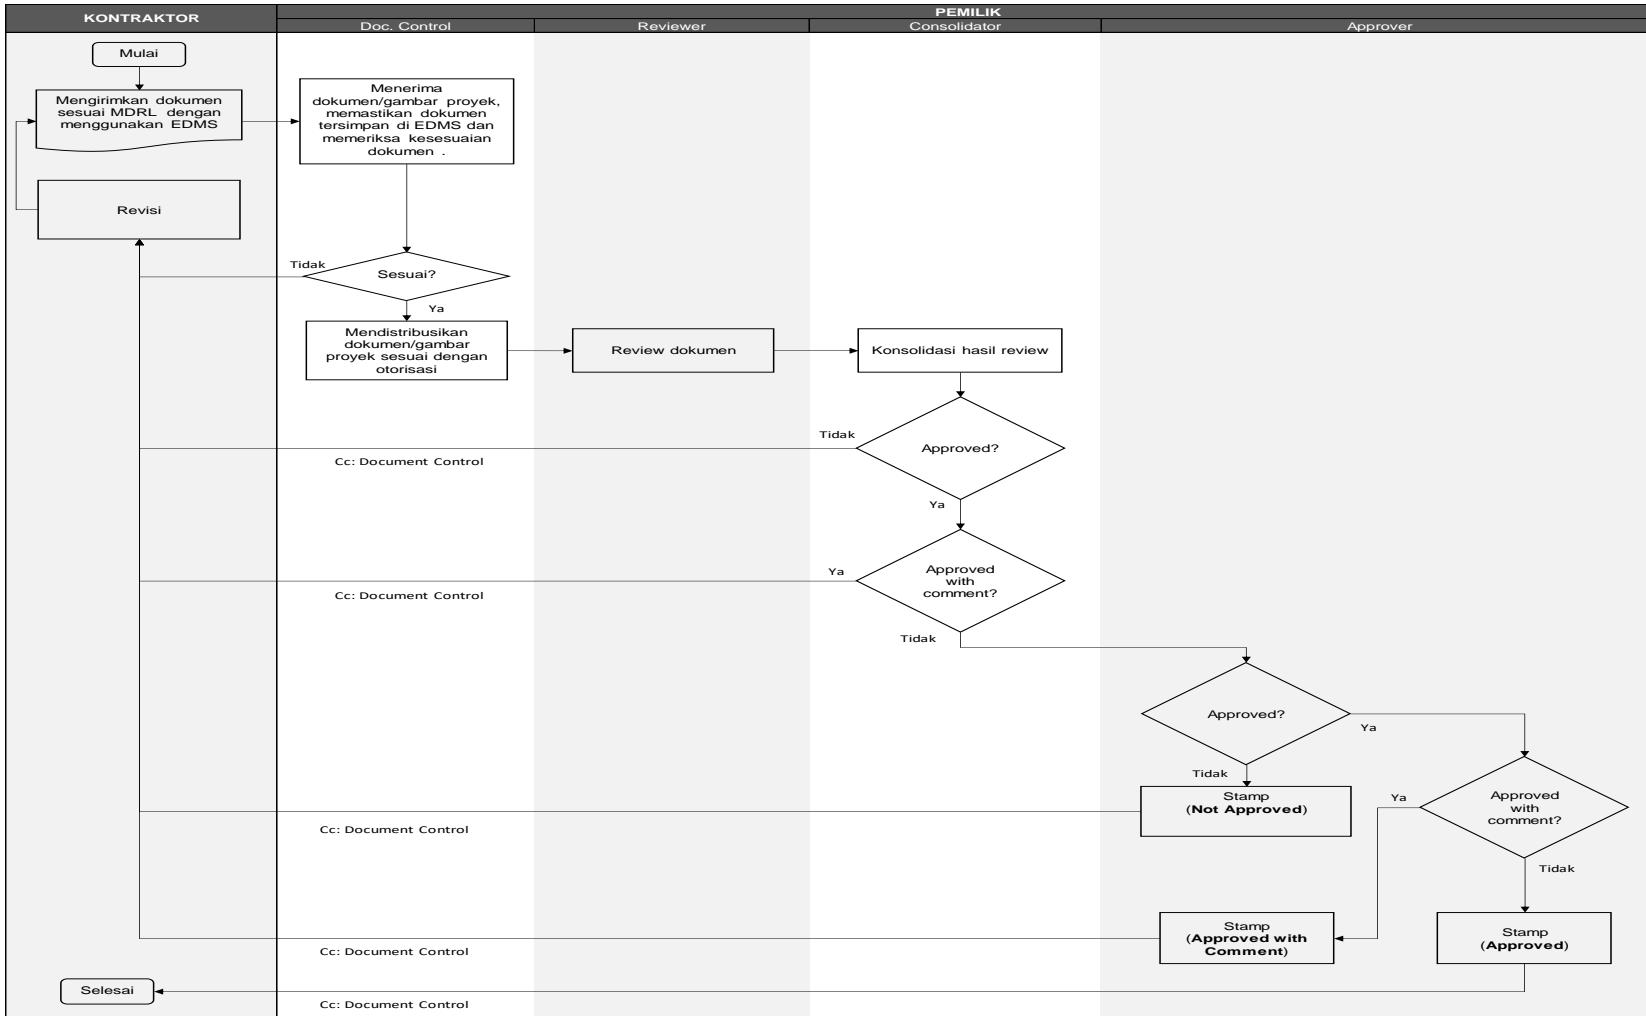 KONTRAKTOR
PEMILIK
Doc. Control
Reviewer
Consolidator
Approver
Mulai
Mengirimkan dokumen
sesuai MDRL dengan
menggunakan EDMS
Menerima
dokumen/gambar proyek,
memastikan dokumen
tersimpan di EDMS dan
memeriksa kesesuaian
dokumen .
Revisi
Tidak
Sesuai?
Ya
Mendistribusikan
dokumen/gambar
proyek sesuai dengan
otorisasi
Review dokumen
Konsolidasi hasil review
Tidak
Approved?
Cc: Document Control
Ya
Ya
Approved
with
comment?
Cc: Document Control
Tidak
Approved?
Ya
Tidak
Stamp
(Not Approved)
Cc: Document Control
Ya
Approved
with
comment?
Tidak
Stamp
(Approved with
Comment)
Stamp
(Approved)
Cc: Document Control
Selesai
Cc: Document Control